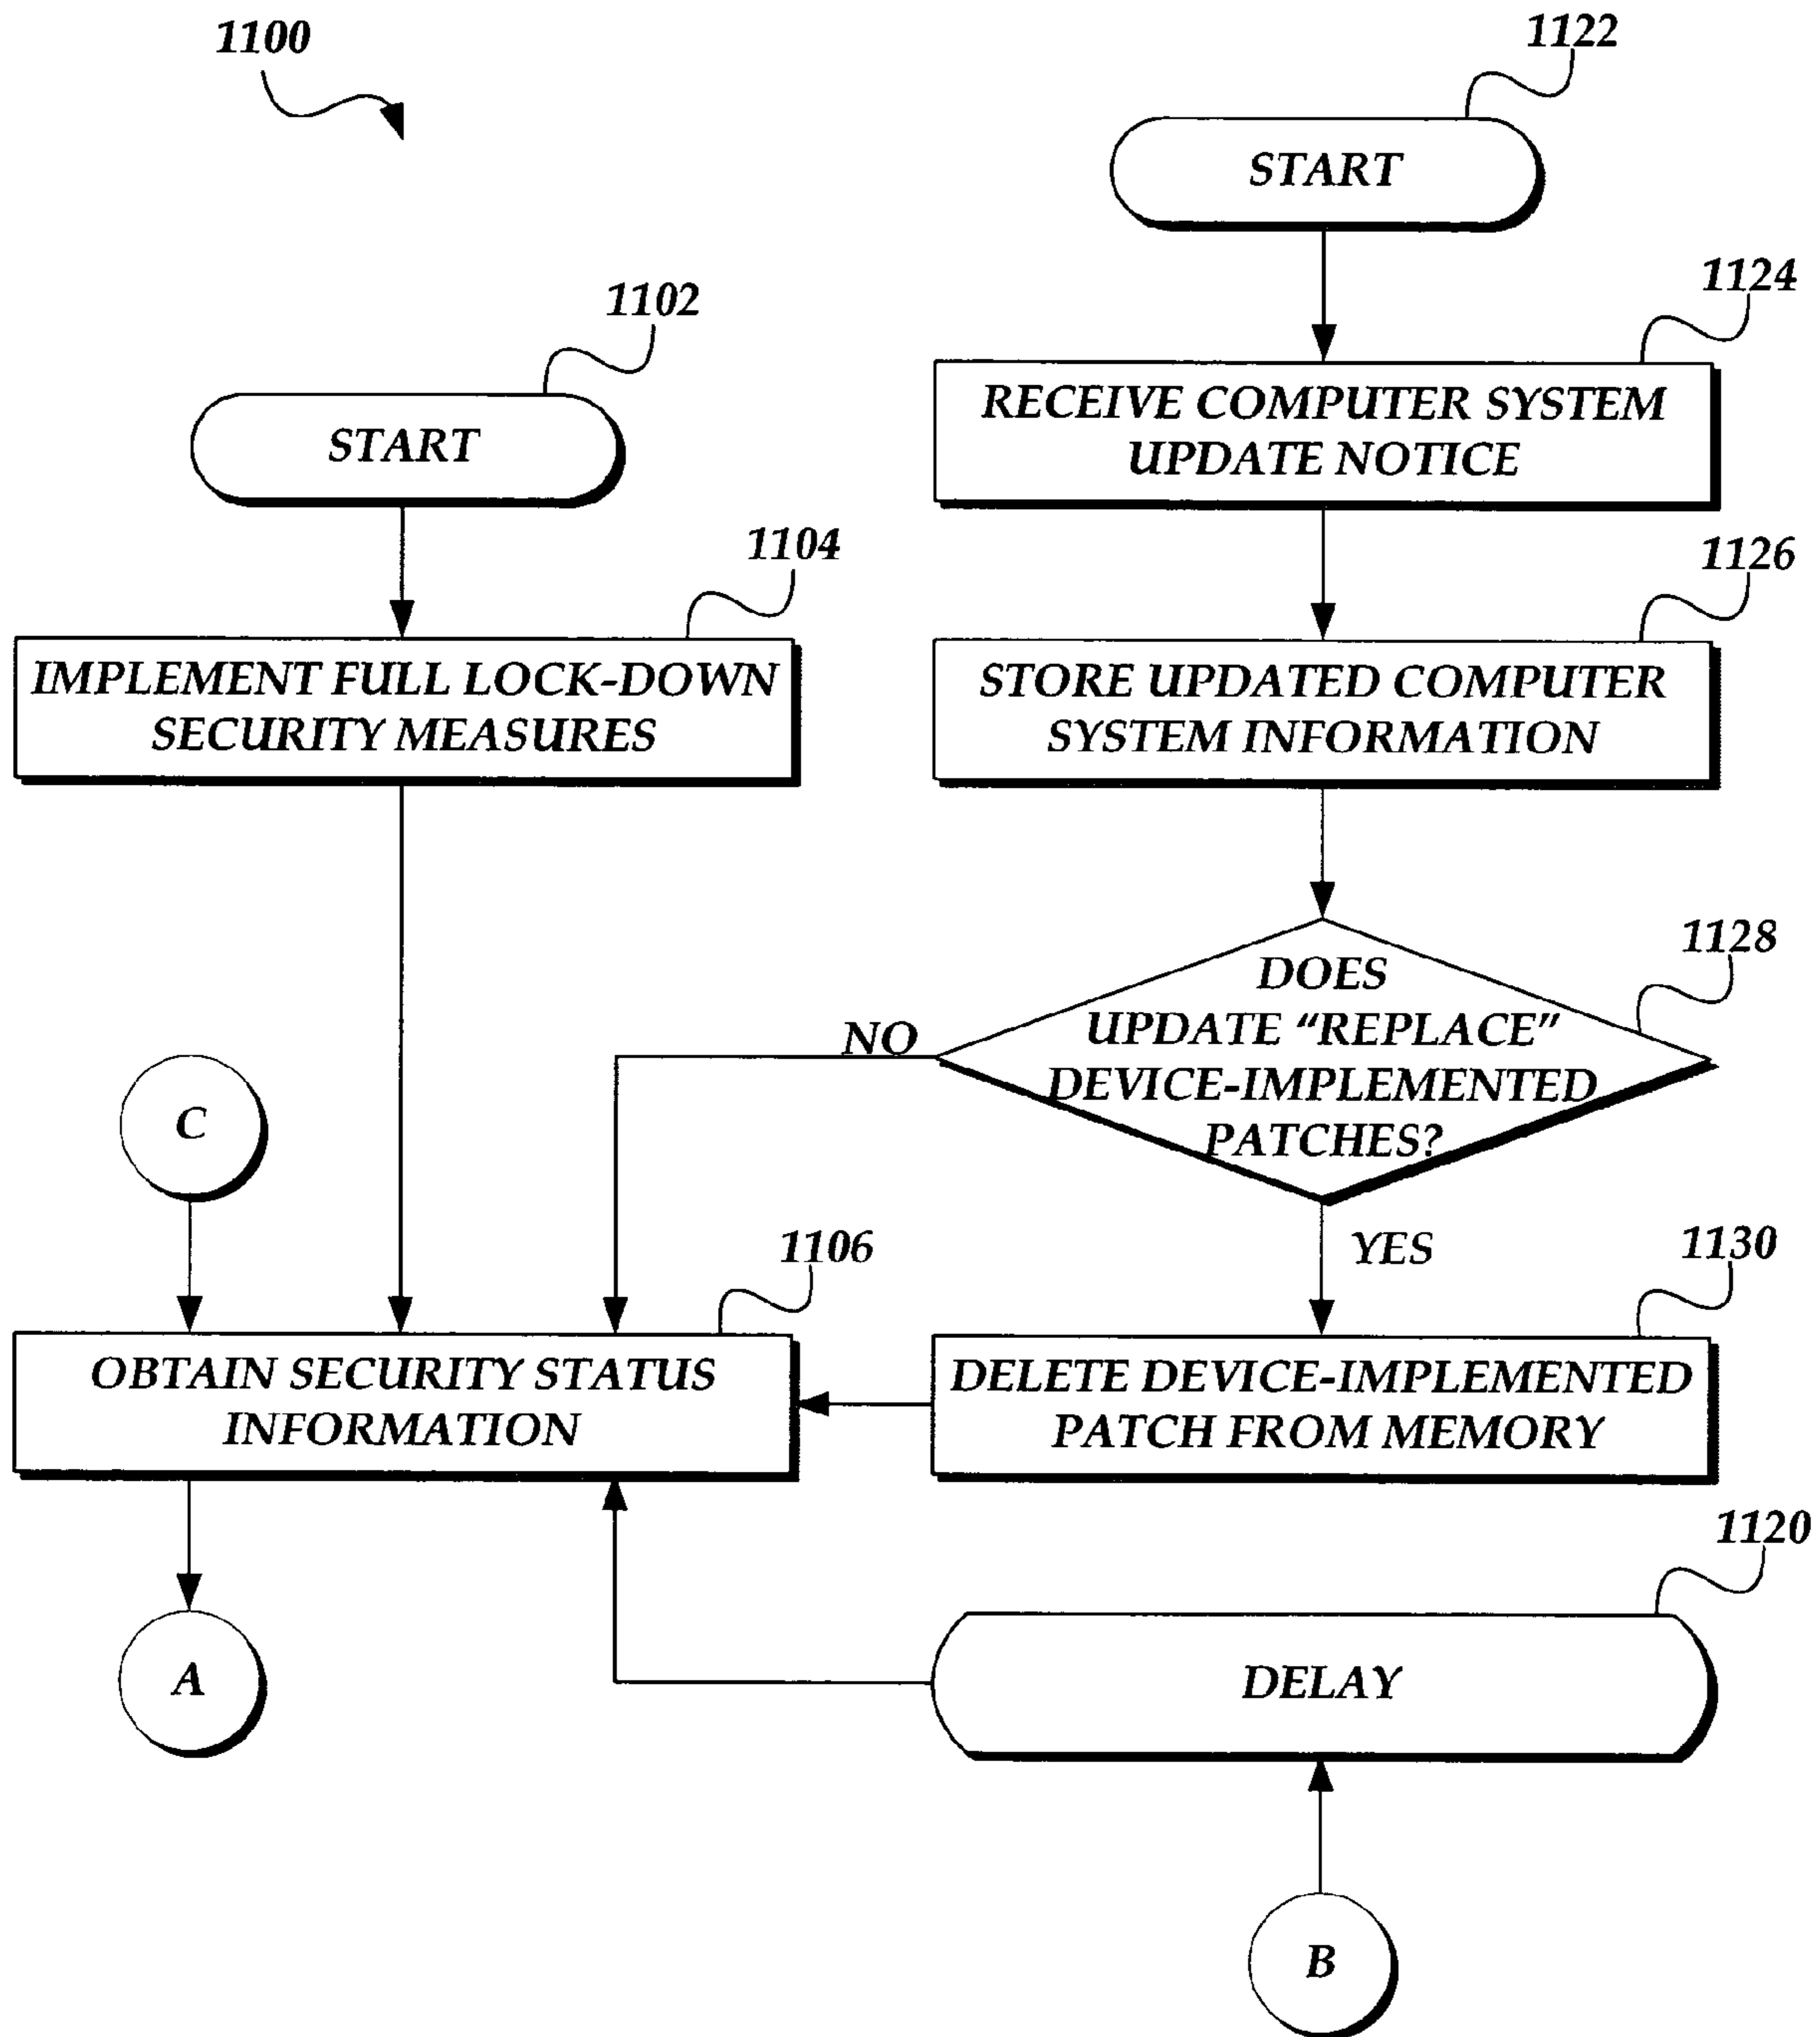 1100
1122
START
1102
1124
START
RECEIVE COMPUTER SYSTEM
UPDATE NOTICE
1104
1126
IMPLEMENT FULL LOCK-DOWN
SECURITY MEASURES
STORE UPDATED COMPUTER
SYSTEM INFORMATION
1128
DOES
UPDATE “REPLACE”
DEVICE-IMPLEMENTED
PATCHES?
NO
C
YES
1106
1130
OBTAIN SECURITY STATUS
INFORMATION
DELETE DEVICE-IMPLEMENTED
PATCH FROM MEMORY
1120
A
DELAY
B